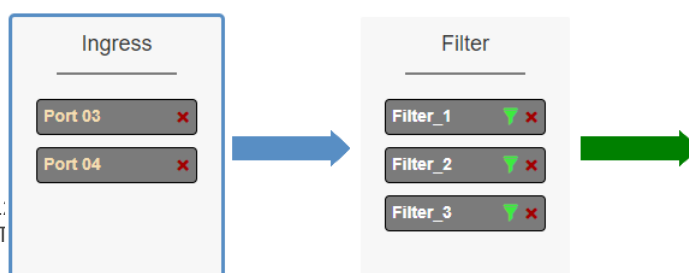 Ingress
Port 03
Port 04
Filter
Filter_1
Filter_2
Filter_3